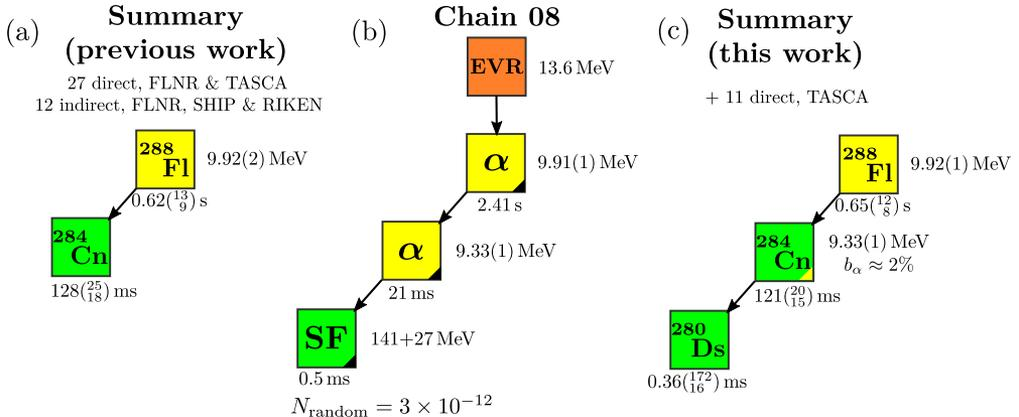 (a)
Summary
(previous work)
27 direct, FLNR & TASCA
12 indirect, FLNR, SHIP & RIKEN
288
Fl
9.92(2) MeV
0.62(13 9) s
284
Cn
128(25 18) ms
(b)
Chain 08
EVR
13.6 MeV
α
9.91(1) MeV
2.41 s
α
9.33(1) MeV
21 ms
SF
141+27 MeV
0.5 ms
N random = 3 × 10⁻¹²
(c)
Summary
(this work)
+ 11 direct, TASCA
288
Fl
9.92(1) MeV
0.65(12 8) s
284
Cn
9.33(1) MeV
bα ≈ 2%
121(20 15) ms
280
Ds
0.36(172 16) ms